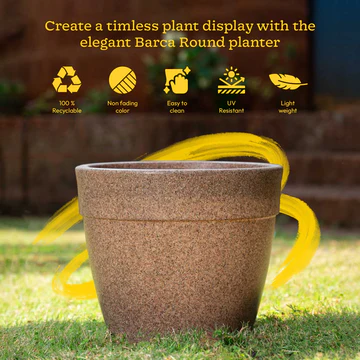 Create a timeless plant display with the
elegant Barca Round planter
100 %
Recyclable
Non fading
color
Easy to
clean
UV
Resistant
Light
weight